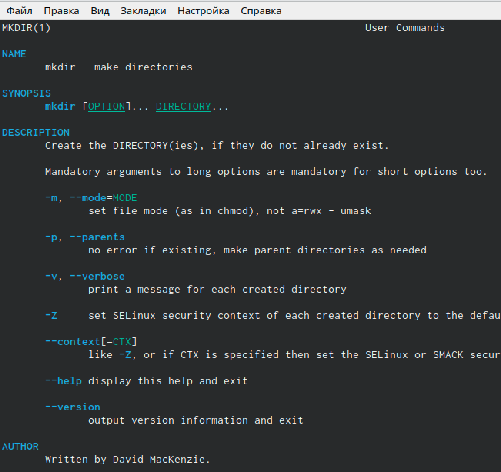 Файл Правка Вид Закладки Настройка Справка
MKDIR(1) User Commands
NAME
mkdir - make directories
SYNOPSIS
mkdir [OPTION]... DIRECTORY...
DESCRIPTION
Create the DIRECTORY(ies), if they do not already exist.
Mandatory arguments to long options are mandatory for short options too.
-m, --mode=MODE
set file mode (as in chmod), not a=rwx - umask
-p, --parents
no error if existing, make parent directories as needed
-v, --verbose
print a message for each created directory
-Z set SELinux security context of each created directory to the defau
--context[=CTX]
like -Z, or if CTX is specified then set the SELinux or SMACK secur
--help display this help and exit
--version
output version information and exit
AUTHOR
Written by David MacKenzie.